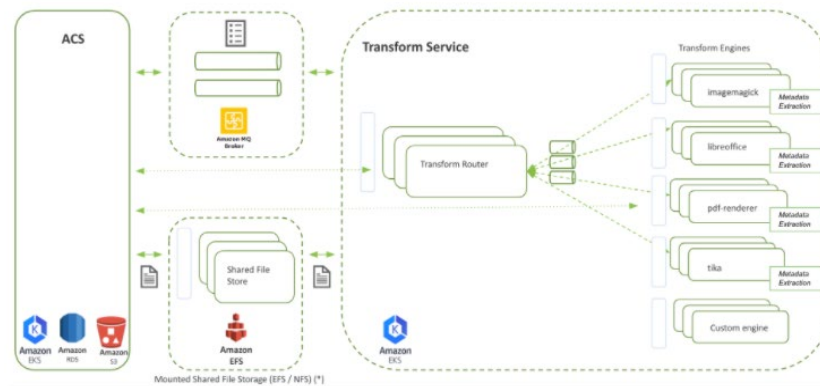 ACS
Amazon MQ
Broker
Transform Service
Transform Engines
imagemagick
Metadata
Extraction
libreoffice
Metadata
Extraction
Transform Router
pdf-renderer
Metadata
Extraction
Shared File
Store
tika
Metadata
Extraction
Custom engine
Amazon
EKS
Amazon
RDS
Amazon
S3
Amazon
EFS
Amazon
EKS
Mounted Shared File Storage (EFS / NFS) (*)